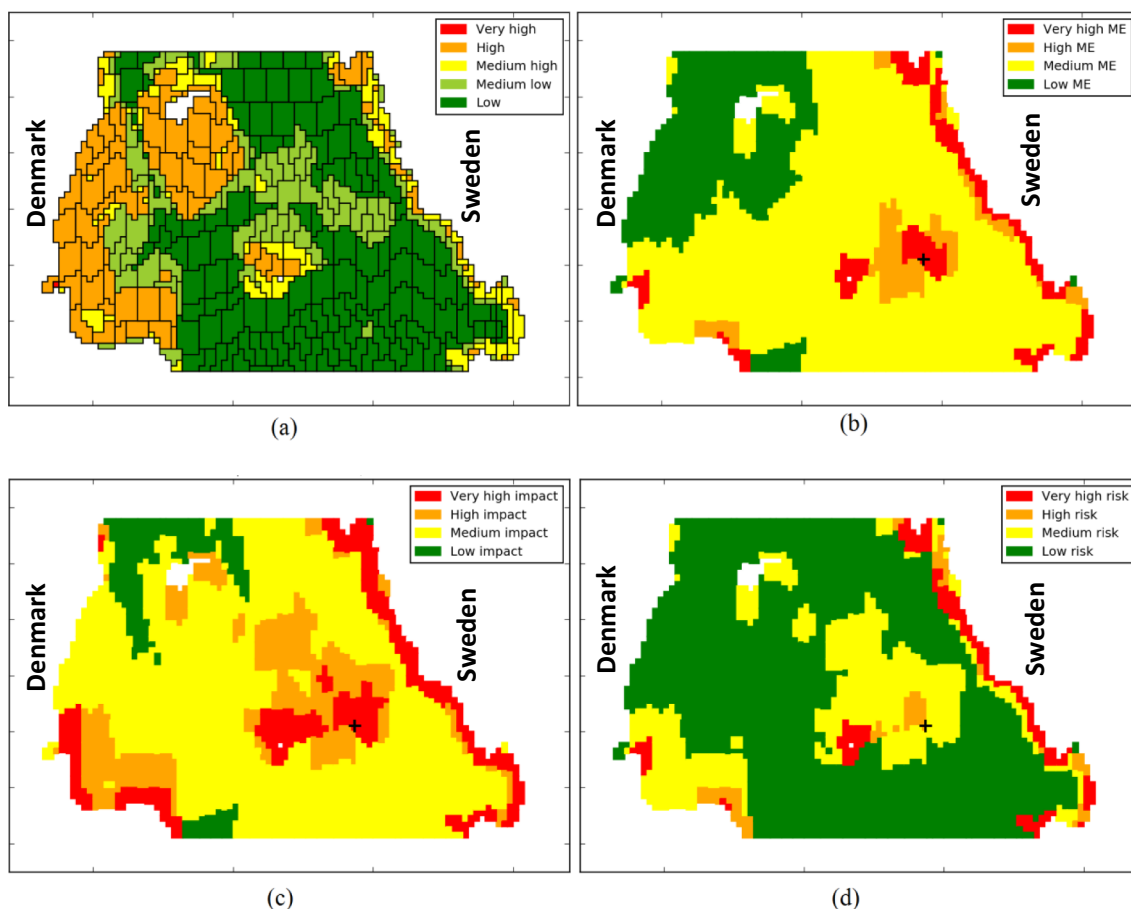 Very high
High
Medium high
Medium low
Low
Denmark
Sweden
(a)
Very high ME
High ME
Medium ME
Low ME
Denmark
Sweden
(b)
Very high impact
High impact
Medium impact
Low impact
Denmark
Sweden
(c)
Very high risk
High risk
Medium risk
Low risk
Denmark
Sweden
(d)